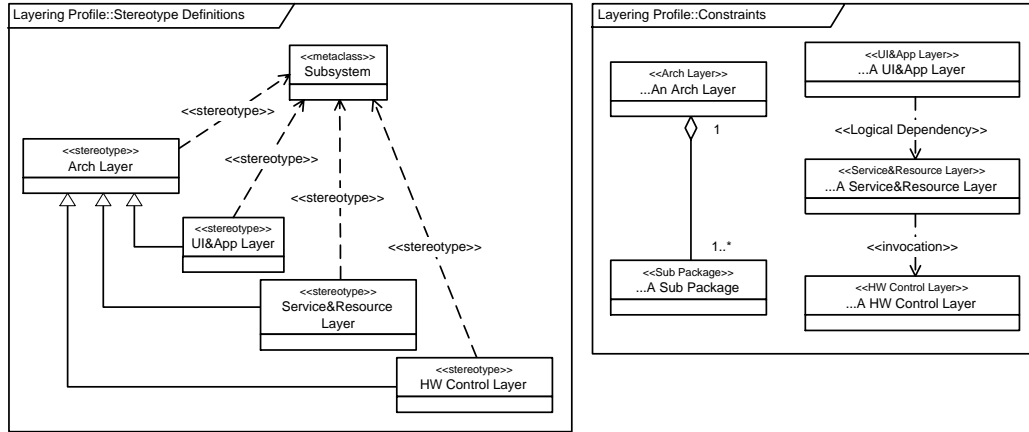 Layering Profile::Stereotype Definitions
<<metaclass>>
Subsystem
<<stereotype>>
<<stereotype>>
Arch Layer
<<stereotype>>
<<stereotype>>
<<stereotype>>
UI&App Layer
<<stereotype>>
<<stereotype>>
Service&Resource
Layer
<<stereotype>>
HW Control Layer
Layering Profile::Constraints
<<Arch Layer>>
...An Arch Layer
1
1..*
<<Sub Package>>
...A Sub Package
<<UI&App Layer>>
...A UI&App Layer
<<Logical Dependency>>
<<Service&Resource Layer>>
...A Service&Resource Layer
<<invocation>>
<<HW Control Layer>>
...A HW Control Layer